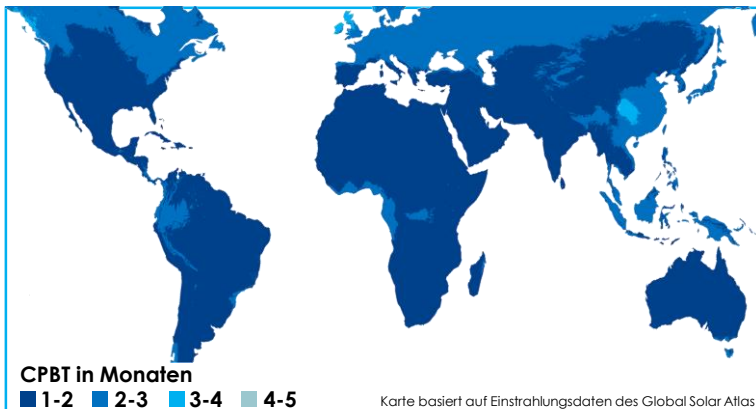 CPBT in Monaten
1-2 2-3 3-4 4-5
Karte basiert auf Einstrahlungsdaten des Global Solar Atlas.